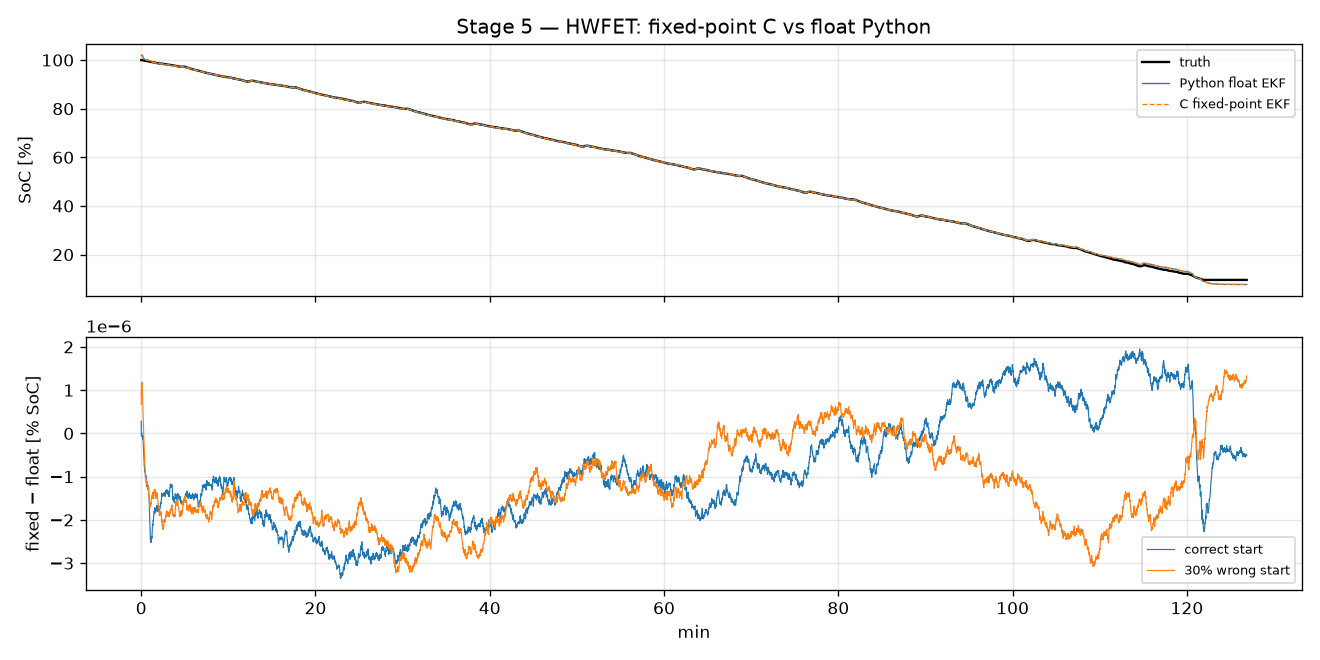 Stage 5 — HWFET: fixed-point C vs float Python
SoC [%]
100
80
60
40
20
truth
Python float EKF
C fixed-point EKF
1e−6
fixed − float [% SoC]
2
1
0
−1
−2
−3
correct start
30% wrong start
0
20
40
60
80
100
120
min